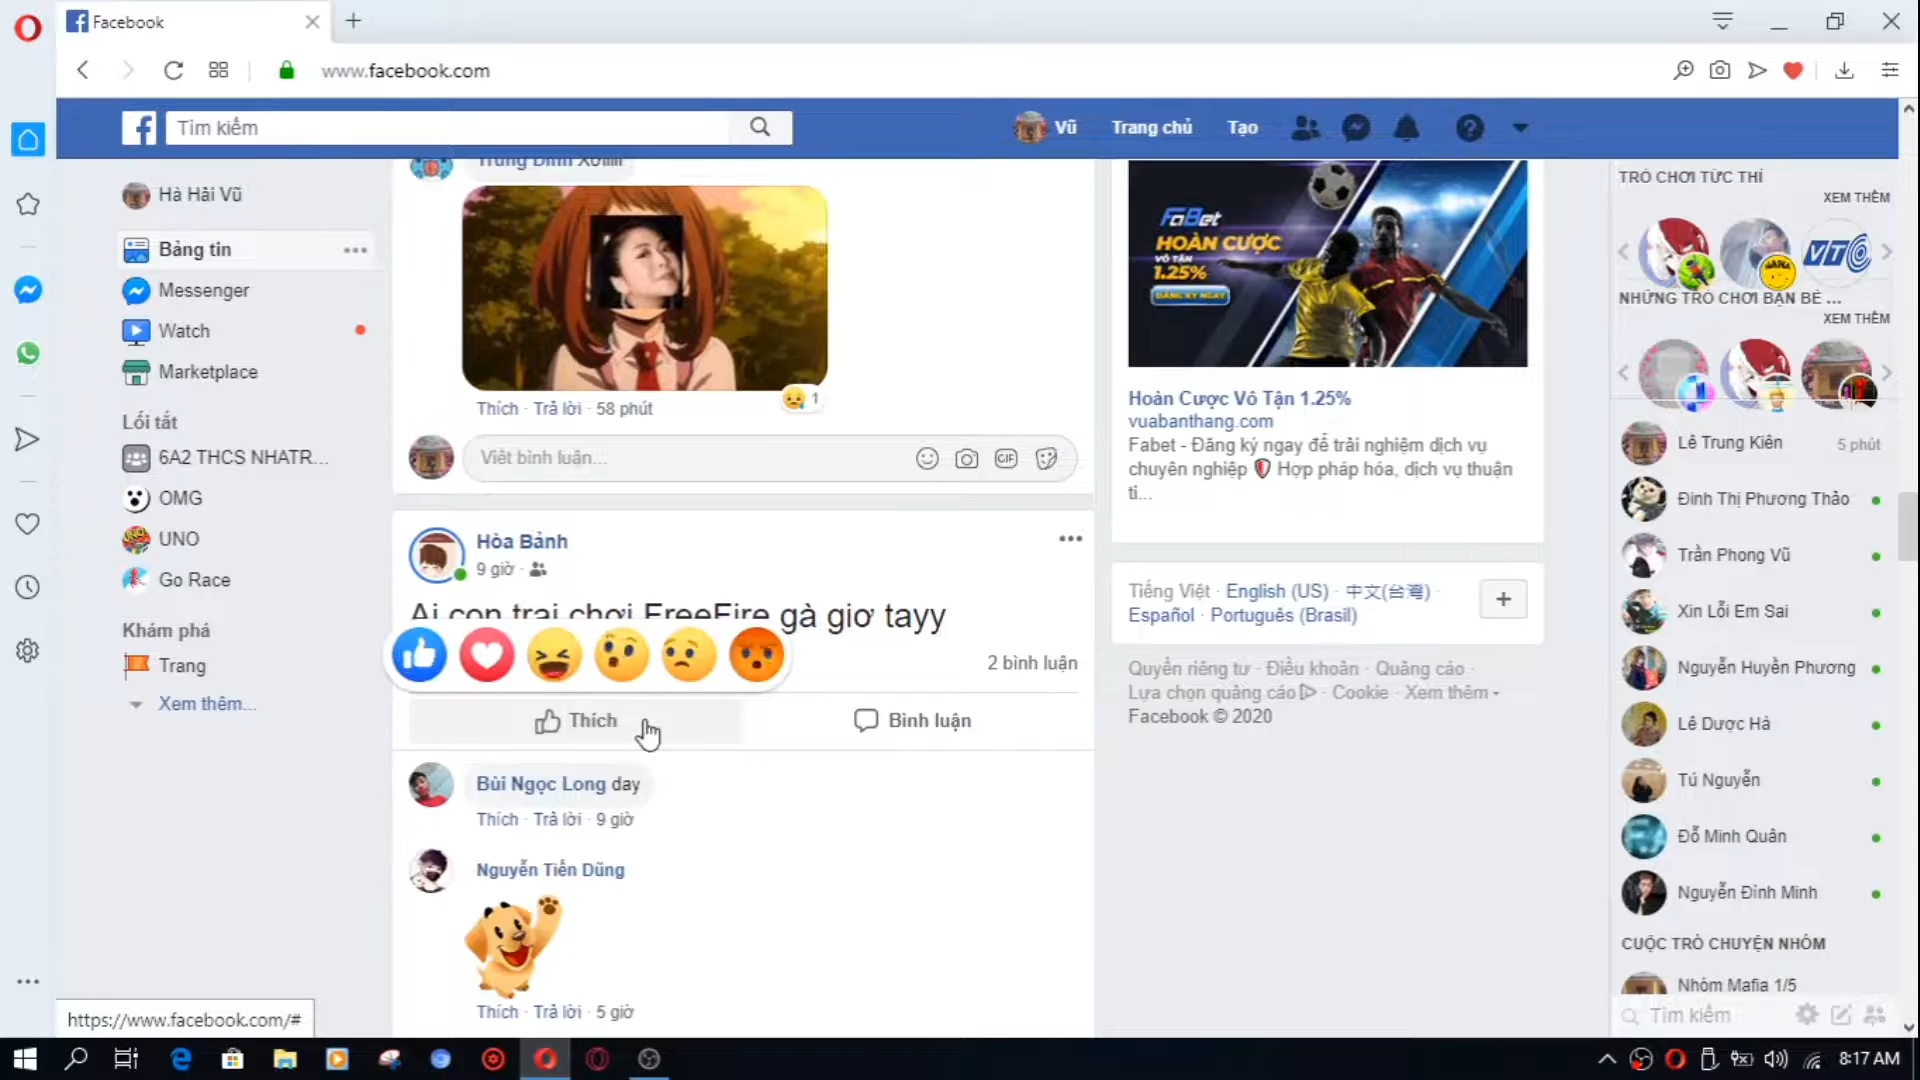 Facebook
www.facebook.com
Tìm kiếm
Vũ
Trang chủ
Tạo
Hà Hải Vũ
Bảng tin
Messenger
Watch
Marketplace
Lối tắt
6A2 THCS NHATR...
OMG
UNO
Go Race
Khám phá
Trang
Xem thêm...
Trung Đinh
Thích · Trả lời · 58 phút
1
Viết bình luận...
GIF
Hòa Bảnh
9 giờ ·
Ai con trai chơi FreeFire gà giơ tayy
2 bình luận
Thích
Bình luận
Bùi Ngọc Long day
Thích · Trả lời · 9 giờ
Nguyễn Tiến Dũng
Thích · Trả lời · 5 giờ
FaBet
HOÀN CƯỢC
VÔ TẬN
1.25%
ĐĂNG KÝ NGAY
Hoàn Cược Vô Tận 1.25%
vuabanthang.com
Fabet - Đăng ký ngay để trải nghiệm dịch vụ
chuyên nghiệp Hợp pháp hóa, dịch vụ thuận
ti...
Tiếng Việt · English (US) · 中文(台灣) ·
Español · Português (Brasil)
Quyền riêng tư · Điều khoản · Quảng cáo ·
Lựa chọn quảng cáo · Cookie · Xem thêm
Facebook © 2020
TRÒ CHƠI TỨC THÌ
XEM THÊM
VTC
NHỮNG TRÒ CHƠI BẠN BÈ ...
XEM THÊM
Lê Trung Kiên
5 phút
Đinh Thị Phương Thảo
Trần Phong Vũ
Xin Lỗi Em Sai
Nguyễn Huyền Phương
Lê Dược Hà
Tú Nguyễn
Đỗ Minh Quân
Nguyễn Đình Minh
CUỘC TRÒ CHUYỆN NHÓM
Nhóm Mafia 1/5
Tìm kiếm
https://www.facebook.com/#
8:17 AM